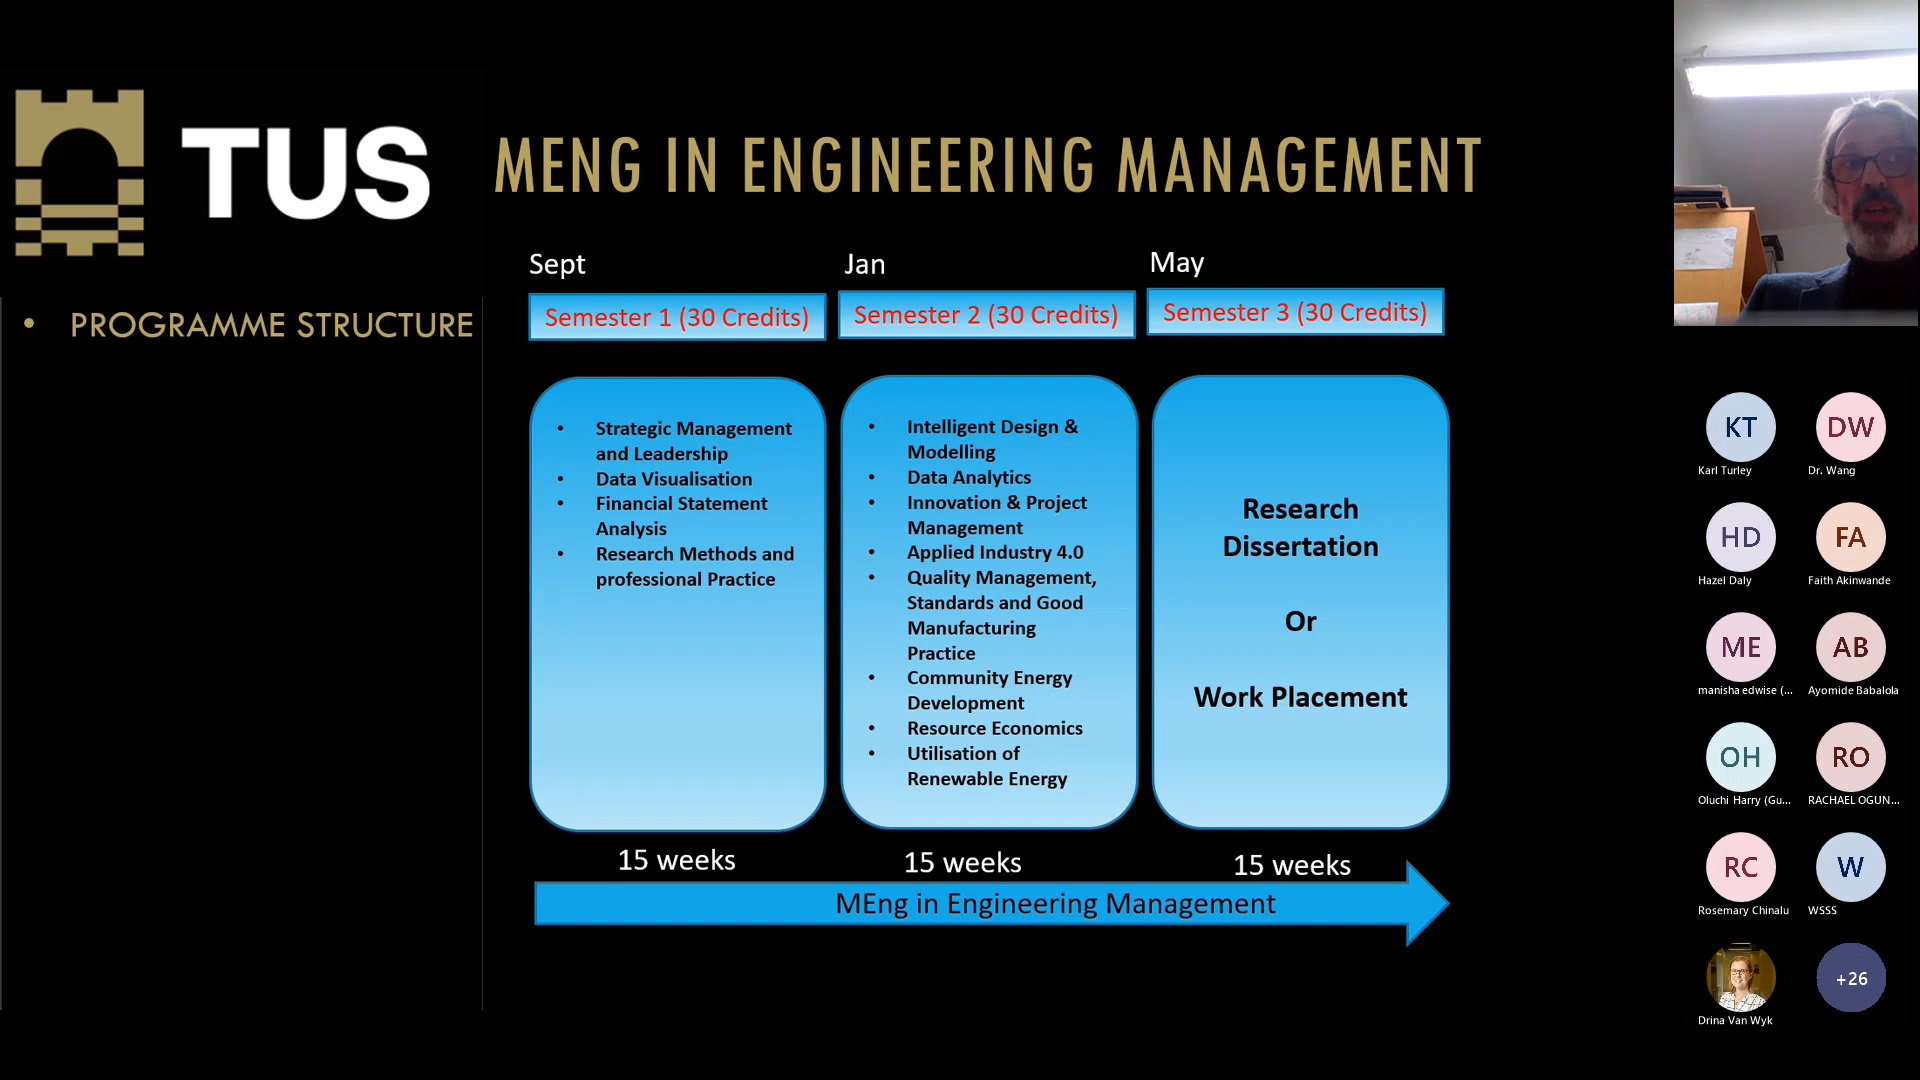 TUS
MENG IN ENGINEERING MANAGEMENT
• PROGRAMME STRUCTURE
Sept
Semester 1 (30 Credits)
• Strategic Management
and Leadership
• Data Visualisation
• Financial Statement
Analysis
• Research Methods and
professional Practice
15 weeks
Jan
Semester 2 (30 Credits)
• Intelligent Design &
Modelling
• Data Analytics
• Innovation & Project
Management
• Applied Industry 4.0
• Quality Management,
Standards and Good
Manufacturing
Practice
• Community Energy
Development
• Resource Economics
• Utilisation of
Renewable Energy
15 weeks
May
Semester 3 (30 Credits)
Research
Dissertation
Or
Work Placement
15 weeks
MEng in Engineering Management
KT
Karl Turley
DW
Dr. Wang
HD
Hazel Daly
FA
Faith Akinwande
ME
manisha edwise (...
AB
Ayomide Babalola
OH
Oluchi Harry (Gu...
RO
RACHAEL OGUN...
RC
Rosemary Chinalu
W
WSSS
Drina Van Wyk
+26